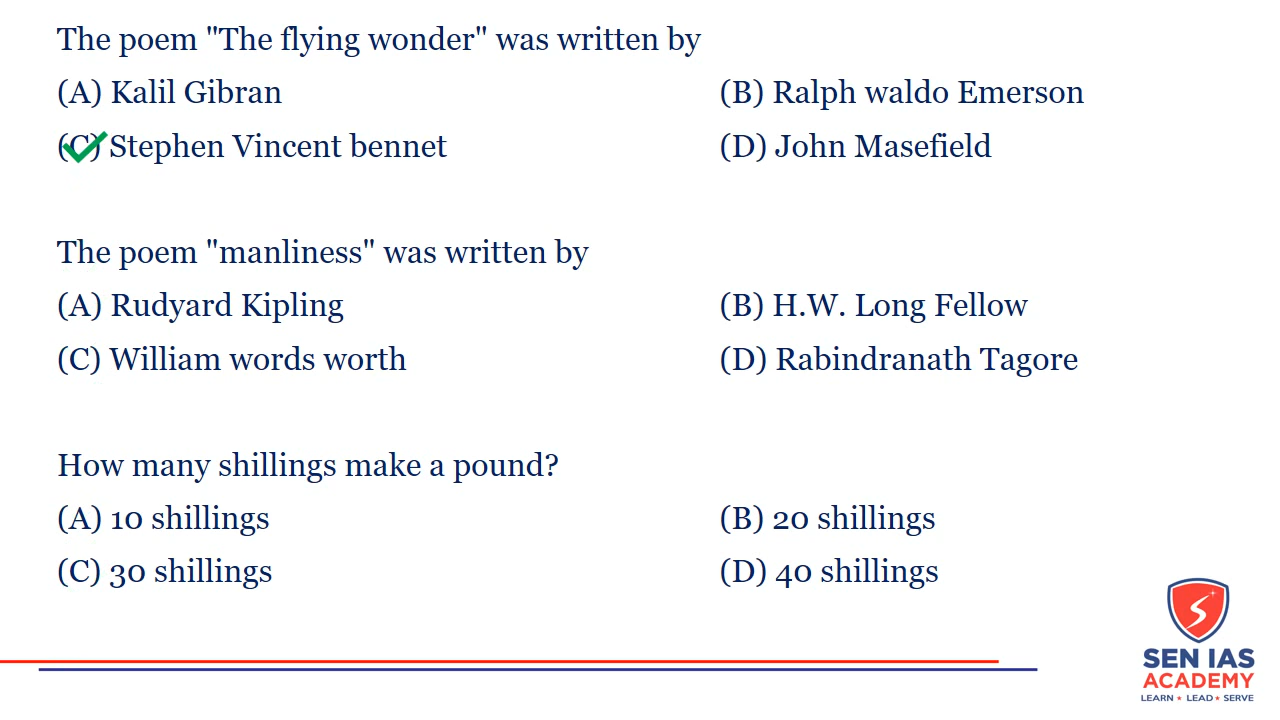 The poem "The flying wonder" was written by
(A) Kalil Gibran (B) Ralph waldo Emerson
(C) Stephen Vincent bennet (D) John Masefield
The poem "manliness" was written by
(A) Rudyard Kipling (B) H.W. Long Fellow
(C) William words worth (D) Rabindranath Tagore
How many shillings make a pound?
(A) 10 shillings (B) 20 shillings
(C) 30 shillings (D) 40 shillings
SEN IAS
ACADEMY
LEARN ★ LEAD ★ SERVE